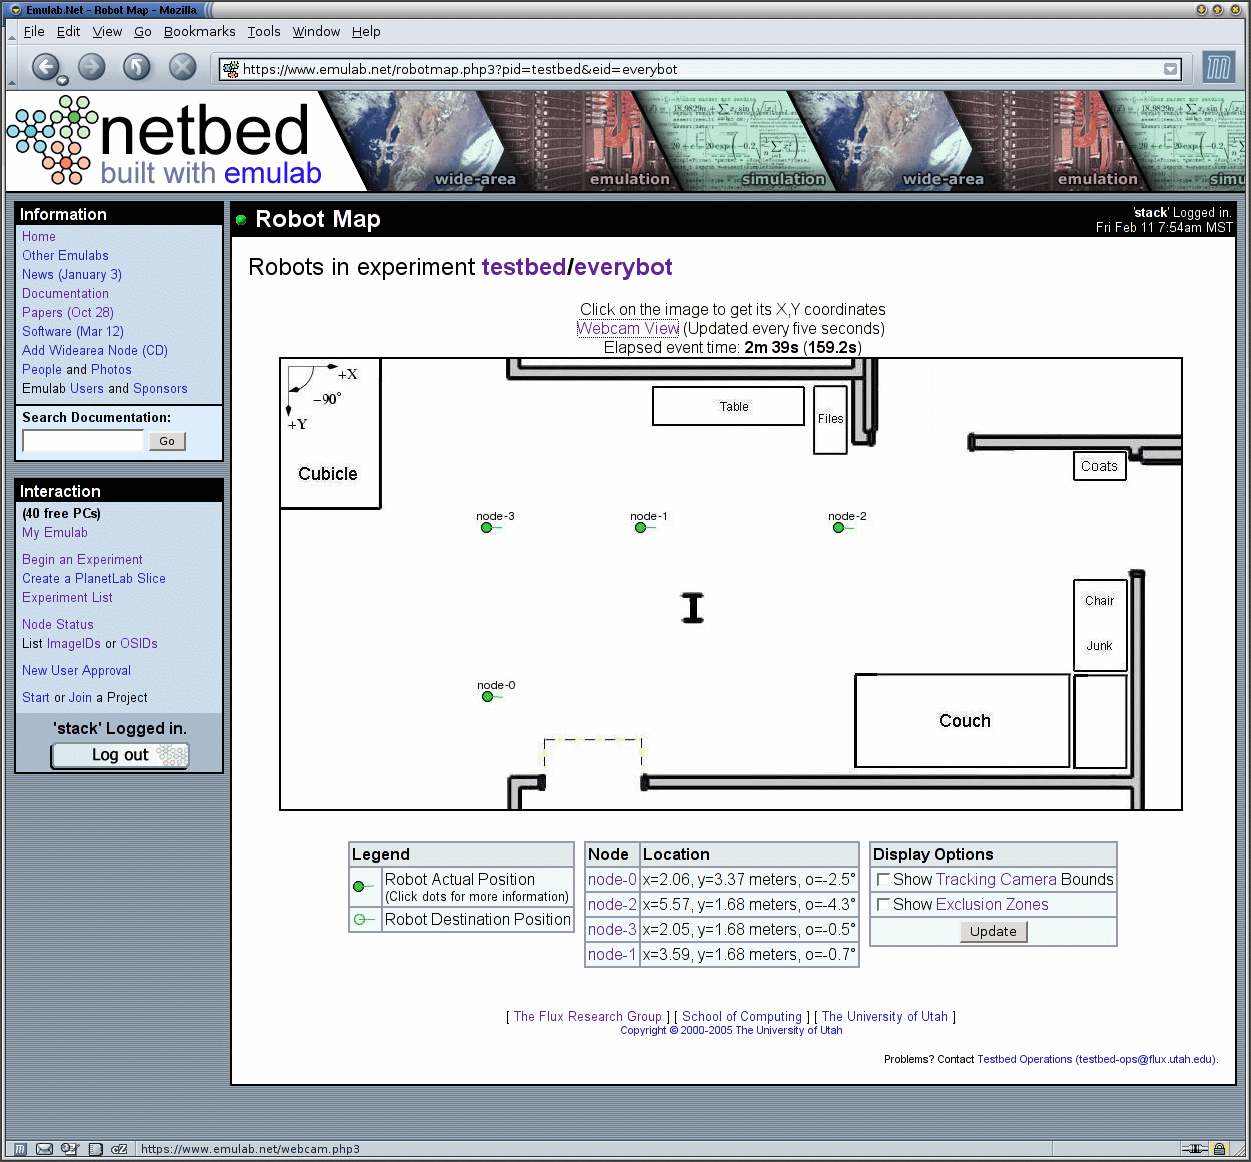 Emulab.Net - Robot Map - Mozilla
File Edit View Go Bookmarks Tools Window Help
https://www.emulab.net/robotmap.php3?pid=testbed&eid=everybot
netbed
built with emulab
wide-area
emulation
simulation
wide-area
emulation
simu
Information
Home
Other Emulabs
News (January 3)
Documentation
Papers (Oct 28)
Software (Mar 12)
Add Widearea Node (CD)
People and Photos
Emulab Users and Sponsors
Search Documentation:
Go
Interaction
(40 free PCs)
My Emulab
Begin an Experiment
Create a PlanetLab Slice
Experiment List
Node Status
List ImageIDs or OSIDs
New User Approval
Start or Join a Project
'stack' Logged in.
Log out
Robot Map
'stack' Logged in.
Fri Feb 11 7:54am MST
Robots in experiment testbed/everybot
Click on the image to get its X,Y coordinates
Webcam View (Updated every five seconds)
Elapsed event time: 2m 39s (159.2s)
+X
−90°
+Y
Cubicle
Table
Files
Coats
node-3
node-1
node-2
Chair
Junk
node-0
Couch
Legend
Robot Actual Position
(Click dots for more information)
Robot Destination Position
Node Location
node-0 x=2.06, y=3.37 meters, o=-2.5°
node-2 x=5.57, y=1.68 meters, o=-4.3°
node-3 x=2.05, y=1.68 meters, o=-0.5°
node-1 x=3.59, y=1.68 meters, o=-0.7°
Display Options
Show Tracking Camera Bounds
Show Exclusion Zones
Update
[ The Flux Research Group ] [ School of Computing ] [ The University of Utah ]
Copyright © 2000-2005 The University of Utah
Problems? Contact Testbed Operations (testbed-ops@flux.utah.edu).
https://www.emulab.net/webcam.php3